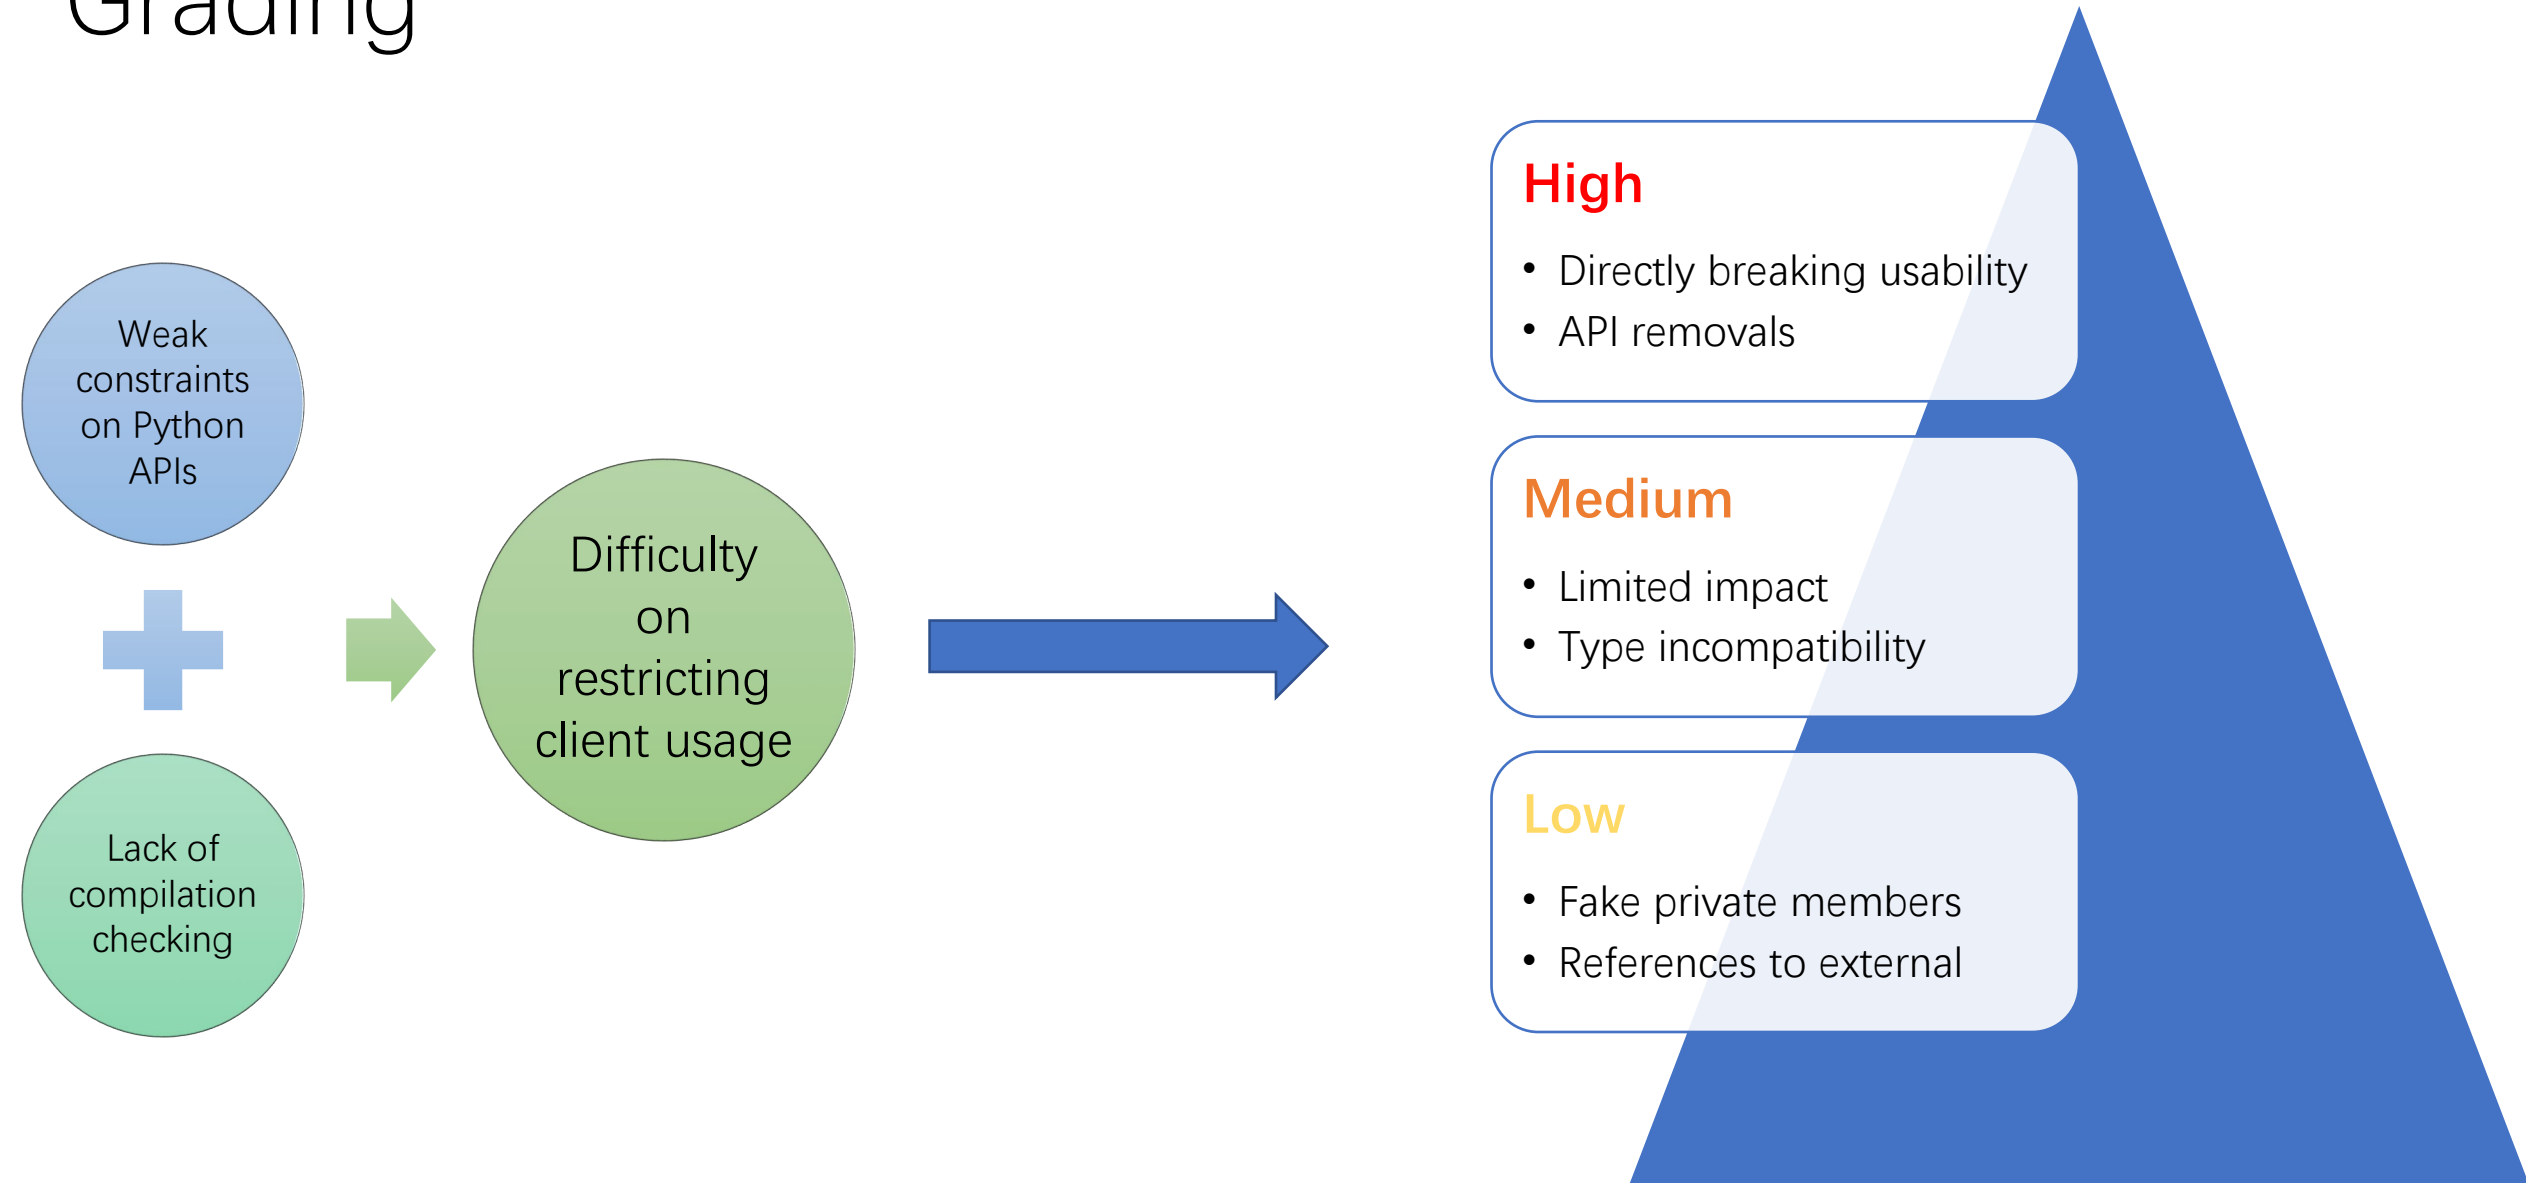 Grading
Weak
constraints
on Python
APIs
Lack of
compilation
checking
Difficulty
on
restricting
client usage
High
• Directly breaking usability
• API removals
Medium
• Limited impact
• Type incompatibility
Low
• Fake private members
• References to external